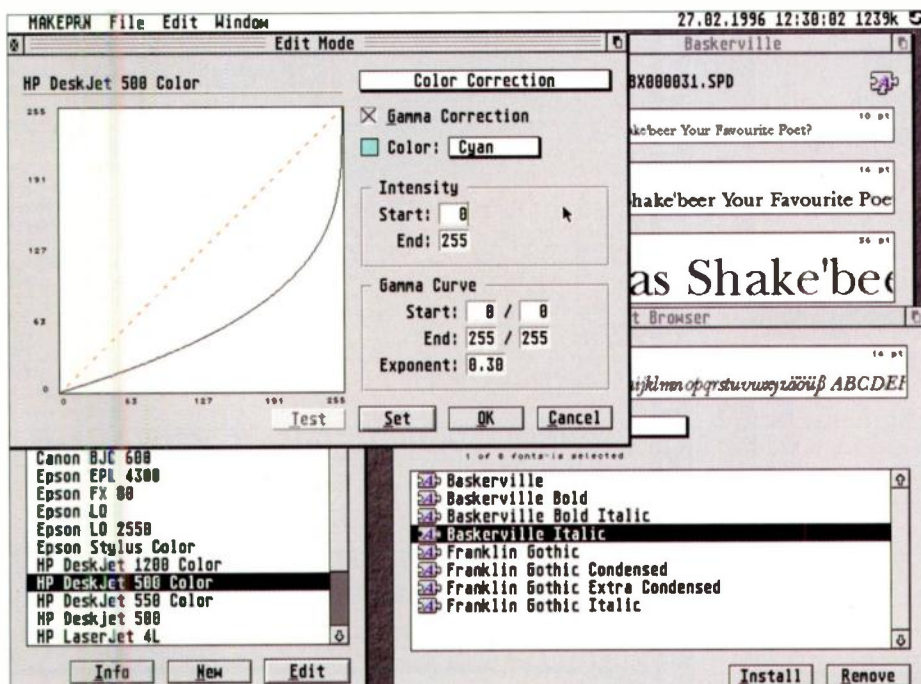 MAKEPRN File Edit Window 27.02.1996 12:30:02 1239k
Edit Mode
HP DeskJet 500 Color
255
191
127
63
0
0 63 127 191 255
Color Correction
Gamma Correction
Color: Cyan
Intensity
Start: 0
End: 255
Gamma Curve
Start: 0 / 0
End: 255 / 255
Exponent: 0.30
Test Set OK Cancel
Baskerville
BX000031.SPD
10 pt
ke'beer Your Favourite Poet?
14 pt
hake'beer Your Favourite Poe
36 pt
as Shake'bee
t Browser
14 pt
ijklmnopqrstuvwxyzäöüß ABCDEF
1 of 8 fonts is selected
Canon BJC 600
Epson EPL 4300
Epson FX 80
Epson LQ
Epson LQ 2550
Epson Stylus Color
HP DeskJet 1200 Color
HP DeskJet 500 Color
HP DeskJet 550 Color
HP Deskjet 500
HP LaserJet 4L
Info New Edit
Baskerville
Baskerville Bold
Baskerville Bold Italic
Baskerville Italic
Franklin Gothic
Franklin Gothic Condensed
Franklin Gothic Extra Condensed
Franklin Gothic Italic
Install Remove